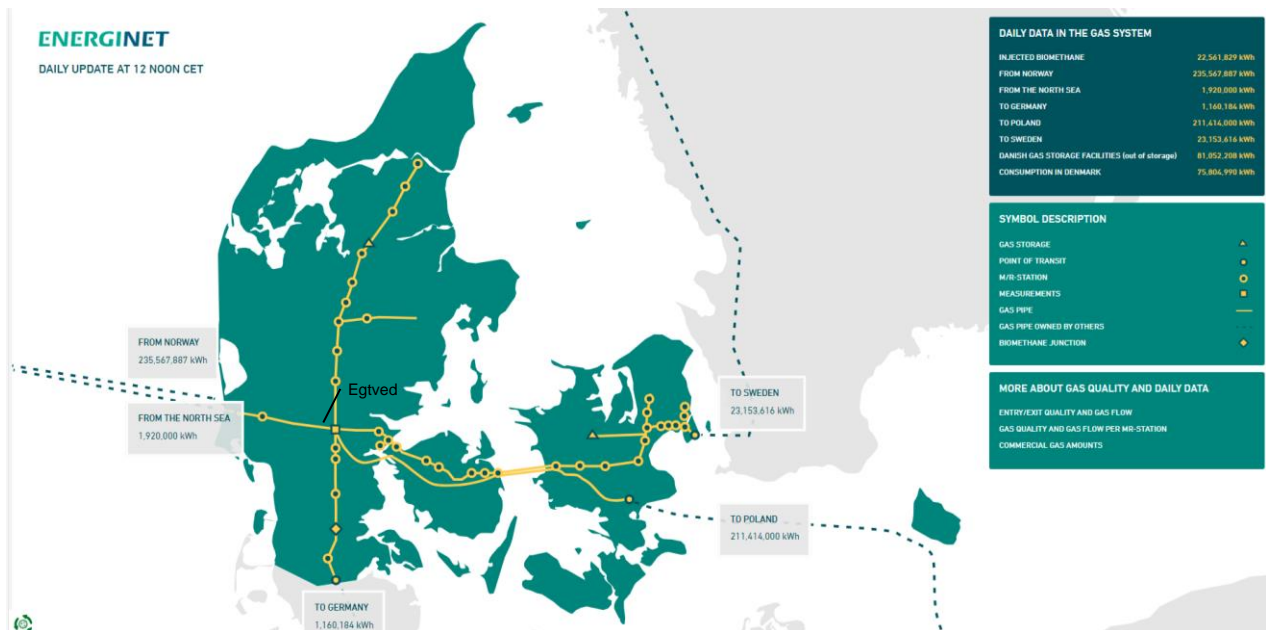 ENERGINET
DAILY UPDATE AT 12 NOON CET
FROM NORWAY
235,567,887 kWh
FROM THE NORTH SEA
1,920,000 kWh
Egtved
TO GERMANY
1,160,184 kWh
TO SWEDEN
23,153,616 kWh
TO POLAND
211,414,000 kWh
DAILY DATA IN THE GAS SYSTEM
INJECTED BIOMETHANE 22,561,829 kWh
FROM NORWAY 235,567,887 kWh
FROM THE NORTH SEA 1,920,000 kWh
TO GERMANY 1,160,184 kWh
TO POLAND 211,414,000 kWh
TO SWEDEN 23,153,616 kWh
DANISH GAS STORAGE FACILITIES (out of storage) 81,052,208 kWh
CONSUMPTION IN DENMARK 75,804,990 kWh
SYMBOL DESCRIPTION
GAS STORAGE
POINT OF TRANSIT
M/R-STATION
MEASUREMENTS
GAS PIPE
GAS PIPE OWNED BY OTHERS
BIOMETHANE JUNCTION
MORE ABOUT GAS QUALITY AND DAILY DATA
ENTRY/EXIT QUALITY AND GAS FLOW
GAS QUALITY AND GAS FLOW PER MR-STATION
COMMERCIAL GAS AMOUNTS